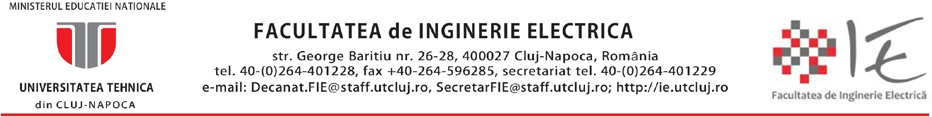 MINISTERUL EDUCATIEI NATIONALE
UNIVERSITATEA TEHNICA
din CLUJ-NAPOCA
FACULTATEA de INGINERIE ELECTRICA
str. George Baritiu nr. 26-28, 400027 Cluj-Napoca, România
tel. 40-(0)264-401228, fax +40-264-596285, secretariat tel. 40-(0)264-401229
e-mail: Decanat.FIE@staff.utcluj.ro, SecretarFIE@staff.utcluj.ro; http://ie.utcluj.ro
IE
Facultatea de Inginerie Electrică